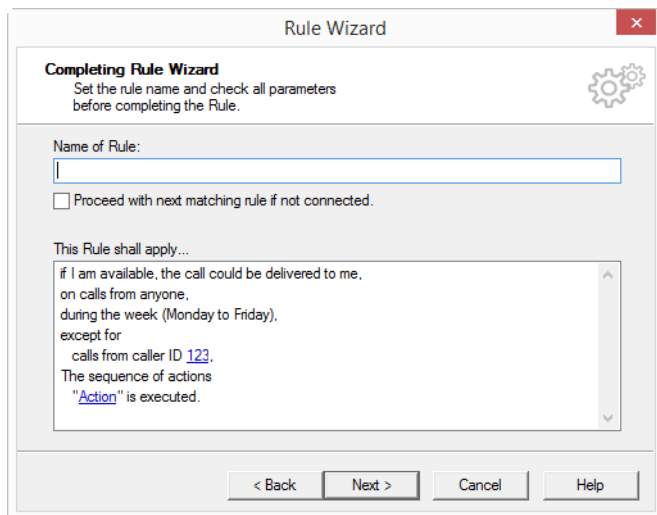 Rule Wizard
Completing Rule Wizard
Set the rule name and check all parameters
before completing the Rule.
Name of Rule:
Proceed with next matching rule if not connected.
This Rule shall apply...
if I am available, the call could be delivered to me,
on calls from anyone,
during the week (Monday to Friday),
except for
calls from caller ID 123,
The sequence of actions
"Action" is executed.
< Back Next > Cancel Help